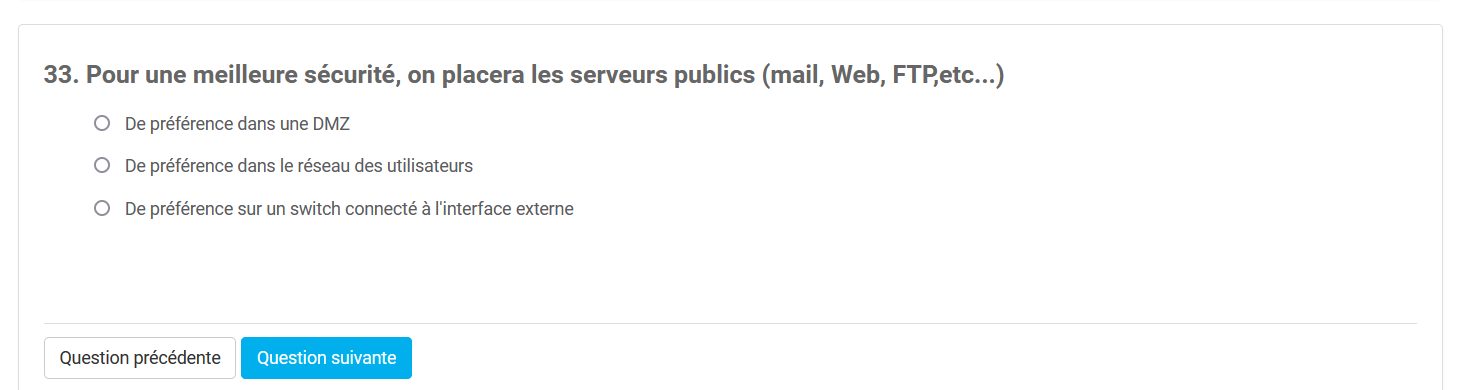 33. Pour une meilleure sécurité, on placera les serveurs publics (mail, Web, FTP,etc...)
De préférence dans une DMZ
De préférence dans le réseau des utilisateurs
De préférence sur un switch connecté à l'interface externe
Question précédente Question suivante